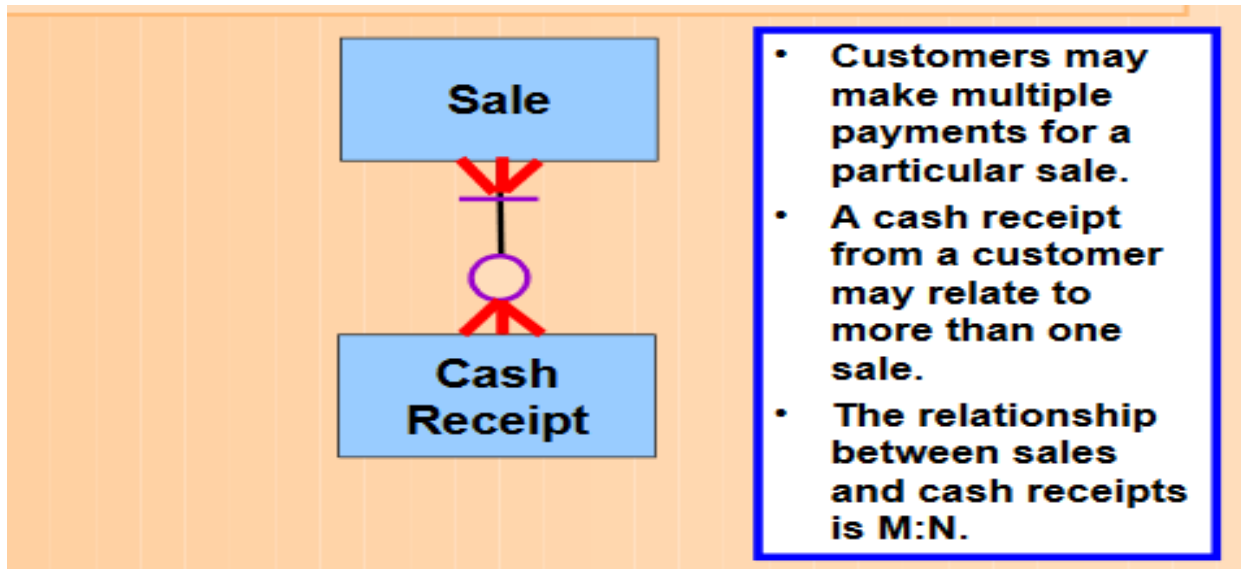 Sale
Cash
Receipt
• Customers may
make multiple
payments for a
particular sale.
• A cash receipt
from a customer
may relate to
more than one
sale.
• The relationship
between sales
and cash receipts
is M:N.